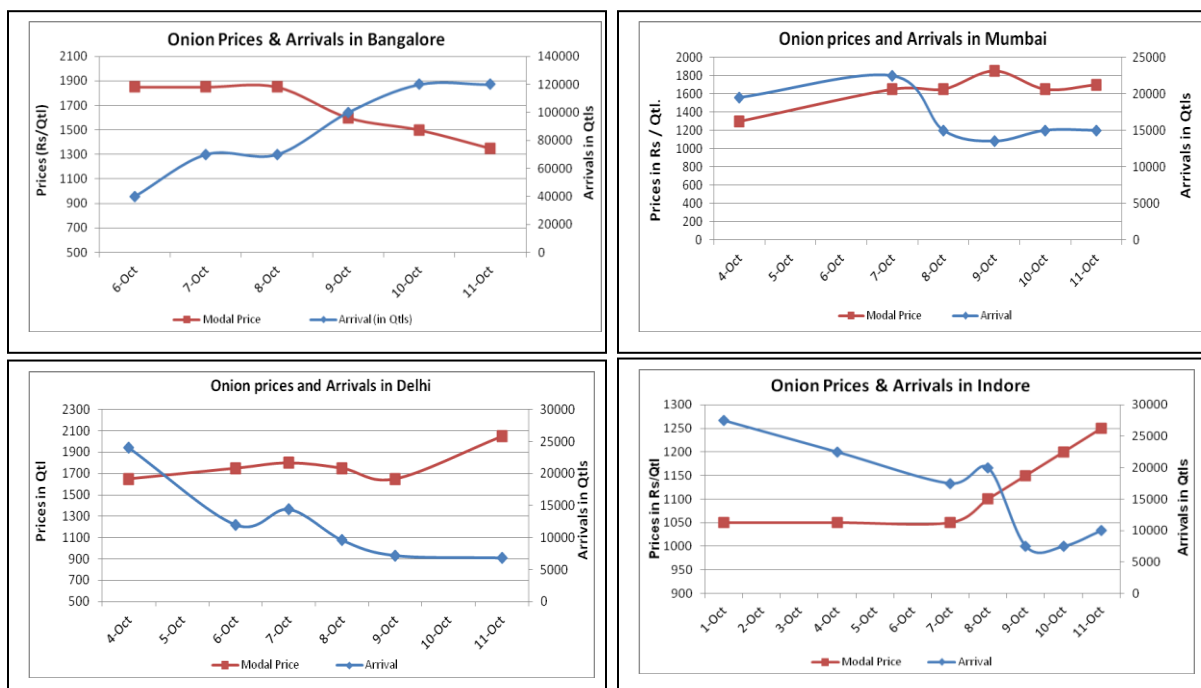 Onion Prices & Arrivals in Bangalore
Prices (Rs/Qtl)
2100
1900
1700
1500
1300
1100
900
700
500
140000
120000
100000
80000
60000
40000
20000
0
Arrivals in Qtls
6-Oct
7-Oct
8-Oct
9-Oct
10-Oct
11-Oct
Modal Price
Arrival (in Qtls)
Onion prices and Arrivals in Mumbai
Prices in Rs / Qtl.
2000
1800
1600
1400
1200
1000
800
600
400
200
0
25000
20000
15000
10000
5000
0
Arrivals in Qtls
4-Oct
5-Oct
6-Oct
7-Oct
8-Oct
9-Oct
10-Oct
11-Oct
Modal Price
Arrival
Onion prices and Arrivals in Delhi
Prices in Qtl
2300
2100
1900
1700
1500
1300
1100
900
700
500
30000
25000
20000
15000
10000
5000
0
Arrivals in Qtls
4-Oct
5-Oct
6-Oct
7-Oct
8-Oct
9-Oct
10-Oct
11-Oct
Modal Price
Arrival
Onion Prices & Arrivals in Indore
Prices in Rs/Qtl
1300
1250
1200
1150
1100
1050
1000
950
900
30000
25000
20000
15000
10000
5000
0
Arrivals in Qtls
1-Oct
2-Oct
3-Oct
4-Oct
5-Oct
6-Oct
7-Oct
8-Oct
9-Oct
10-Oct
11-Oct
Modal Price
Arrival